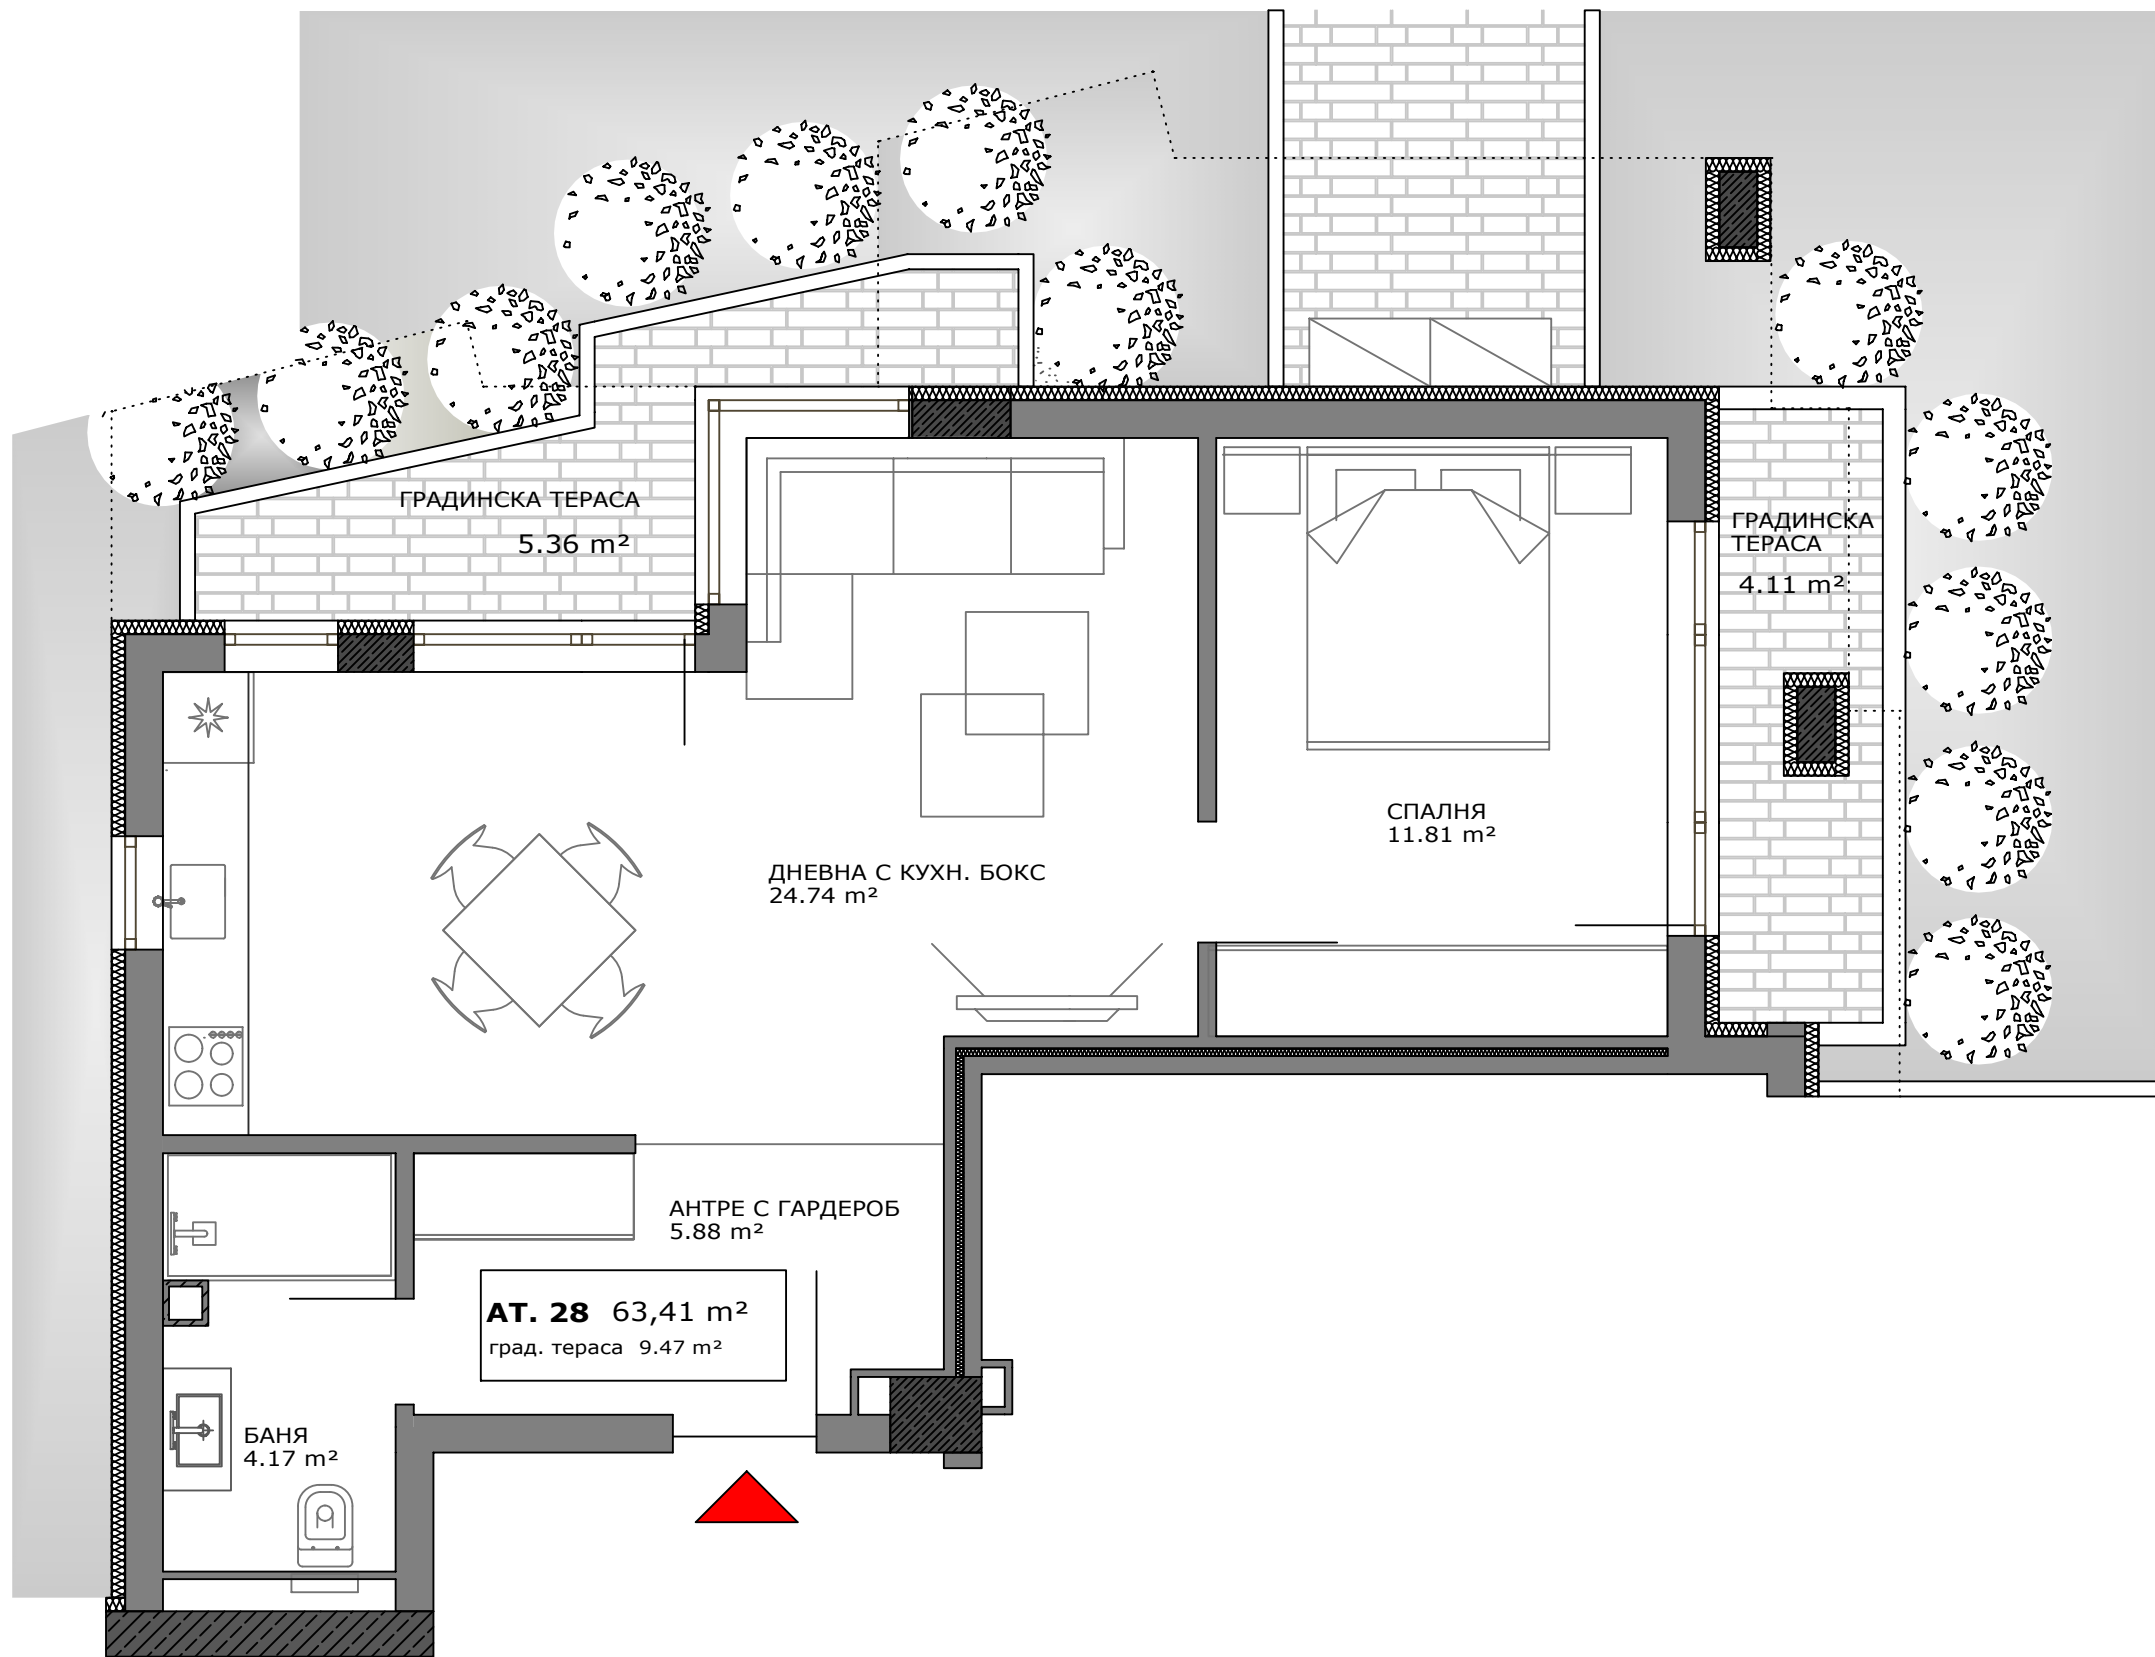 ГРАДИНСКА ТЕРАСА
5.36 m²
ГРАДИНСКА
ТЕРАСА
4.11 m²
СПАЛНЯ
11.81 m²
ДНЕВНА С КУХН. БОКС
24.74 m²
АНТРЕ С ГАРДЕРОБ
5.88 m²
АТ. 28 63,41 m²
град. тераса 9.47 m²
БАНЯ
4.17 m²